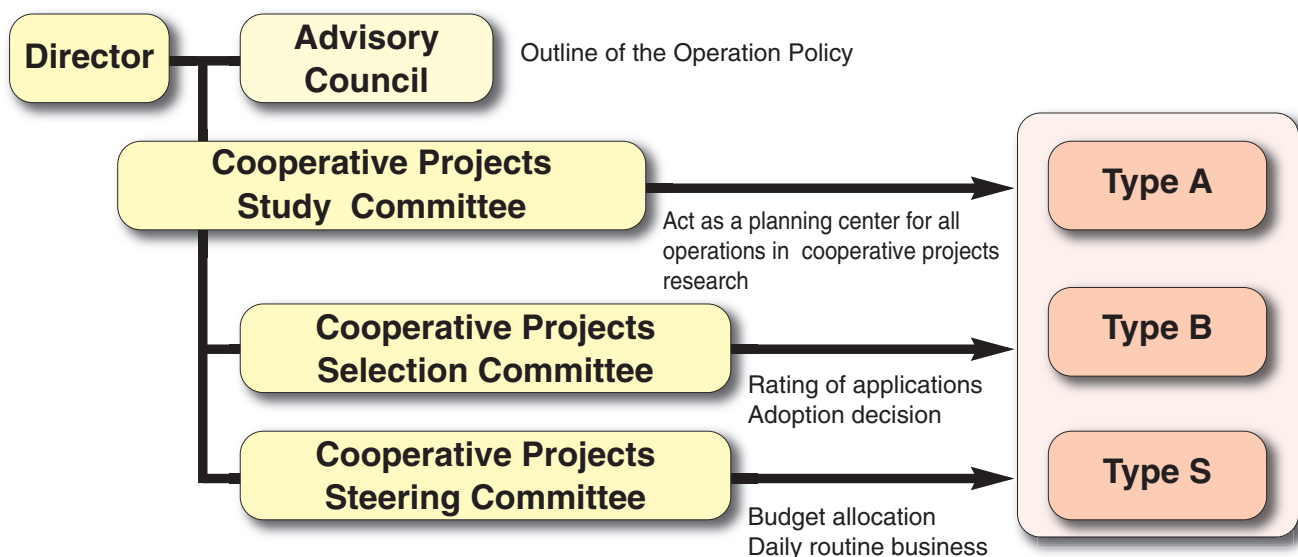 Director
Advisory
Council
Outline of the Operation Policy
Cooperative Projects
Study Committee
Act as a planning center for all
operations in cooperative projects
research
Type A
Cooperative Projects
Selection Committee
Rating of applications
Adoption decision
Type B
Cooperative Projects
Steering Committee
Budget allocation
Daily routine business
Type S